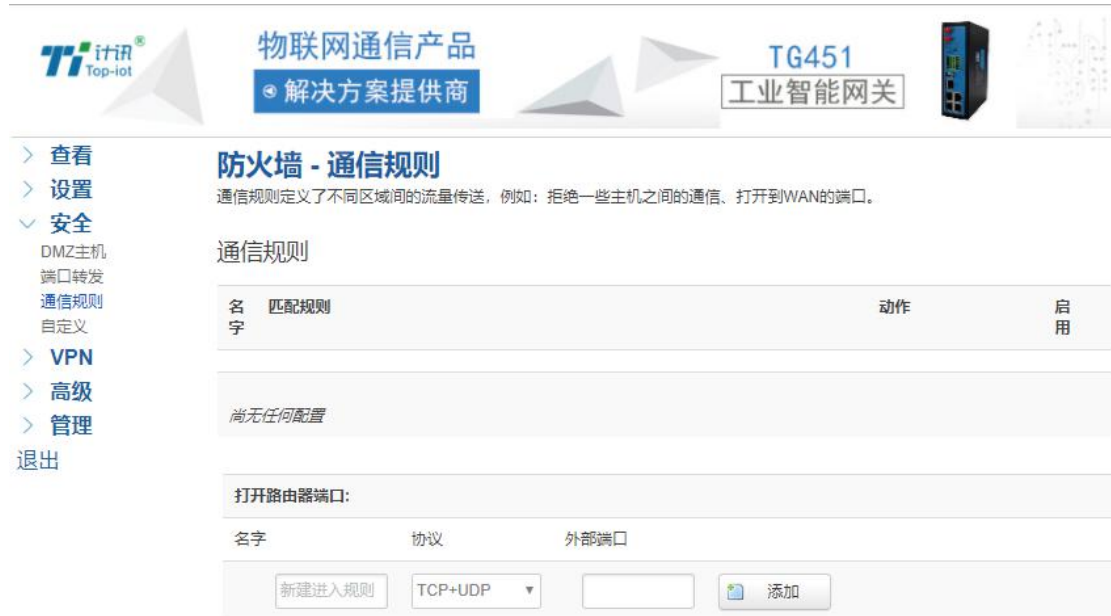 计讯®
Top-iot
物联网通信产品
解决方案提供商
TG451
工业智能网关
查看
设置
安全
DMZ主机
端口转发
通信规则
自定义
VPN
高级
管理
退出
防火墙 - 通信规则
通信规则定义了不同区域间的流量传送，例如：拒绝一些主机之间的通信、打开到WAN的端口。
通信规则
名字 匹配规则 动作 启用
尚无任何配置
打开路由器端口:
名字 协议 外部端口
新建进入规则 TCP+UDP 添加